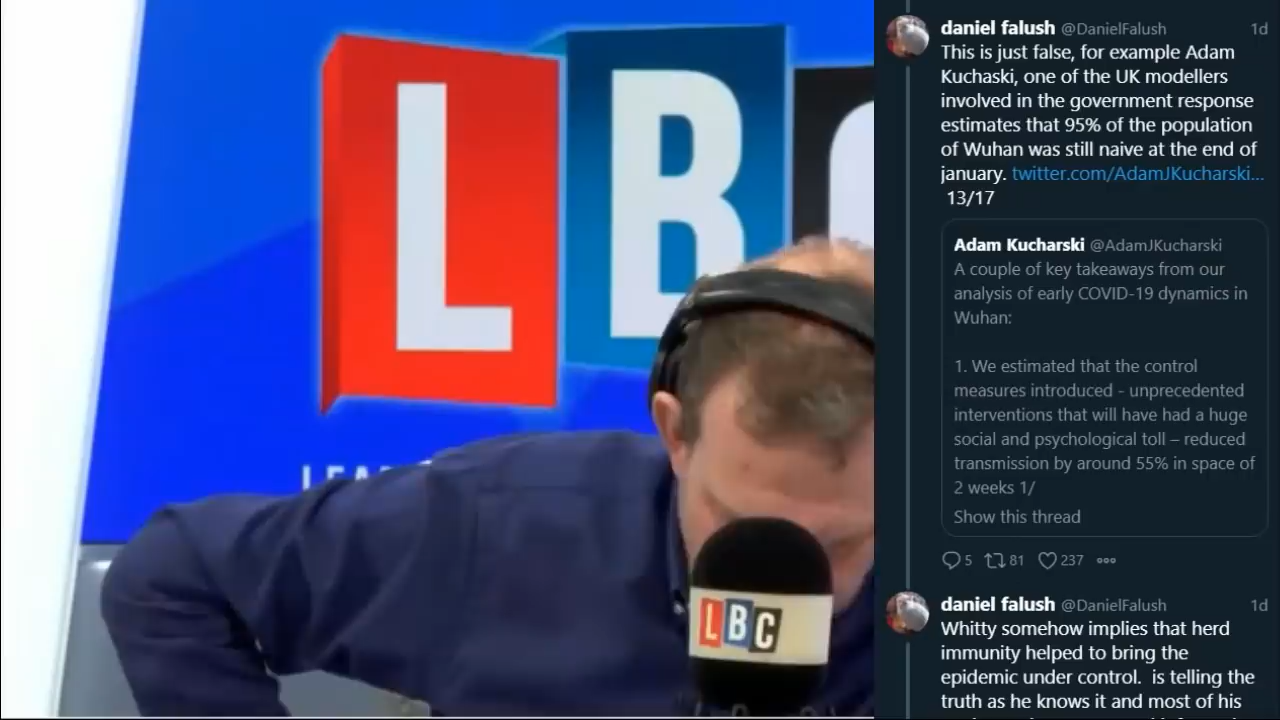 LBC
LEA
LBC
daniel falush @DanielFalush 1d
This is just false, for example Adam
Kuchaski, one of the UK modellers
involved in the government response
estimates that 95% of the population
of Wuhan was still naive at the end of
january. twitter.com/AdamJKucharski...
13/17
Adam Kucharski @AdamJKucharski
A couple of key takeaways from our
analysis of early COVID-19 dynamics in
Wuhan:
1. We estimated that the control
measures introduced - unprecedented
interventions that will have had a huge
social and psychological toll – reduced
transmission by around 55% in space of
2 weeks 1/
Show this thread
5 81 237
daniel falush @DanielFalush 1d
Whitty somehow implies that herd
immunity helped to bring the
epidemic under control. is telling the
truth as he knows it and most of his